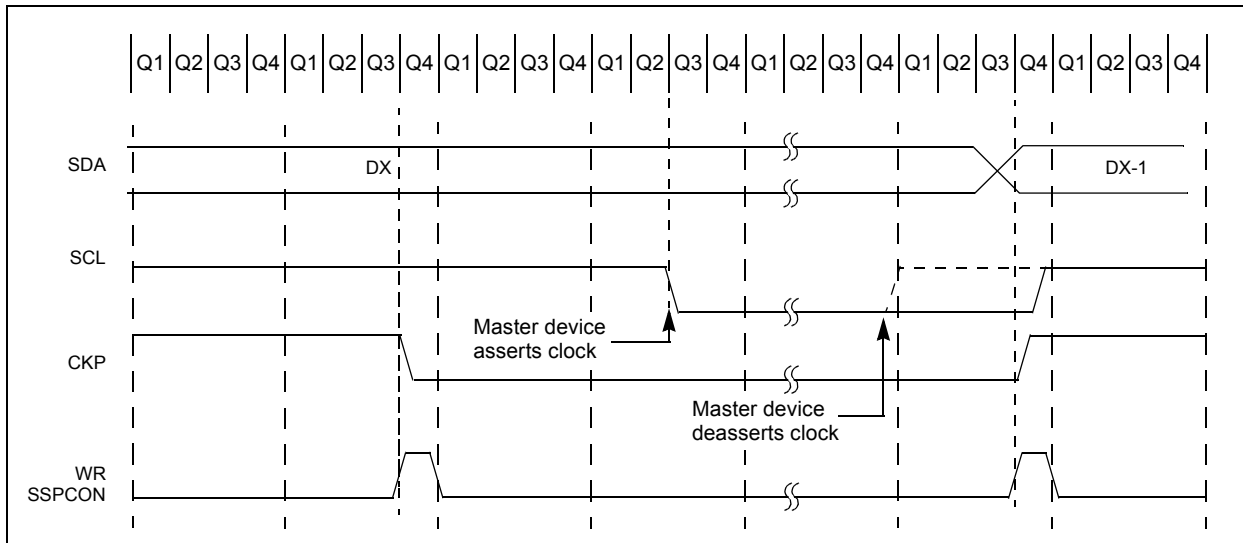 Q1 Q2 Q3 Q4 Q1 Q2 Q3 Q4 Q1 Q2 Q3 Q4 Q1 Q2 Q3 Q4 Q1 Q2 Q3 Q4 Q1 Q2 Q3 Q4 Q1 Q2 Q3 Q4
SDA
DX
DX-1
SCL
Master device
asserts clock
CKP
Master device
deasserts clock
WR
SSPCON